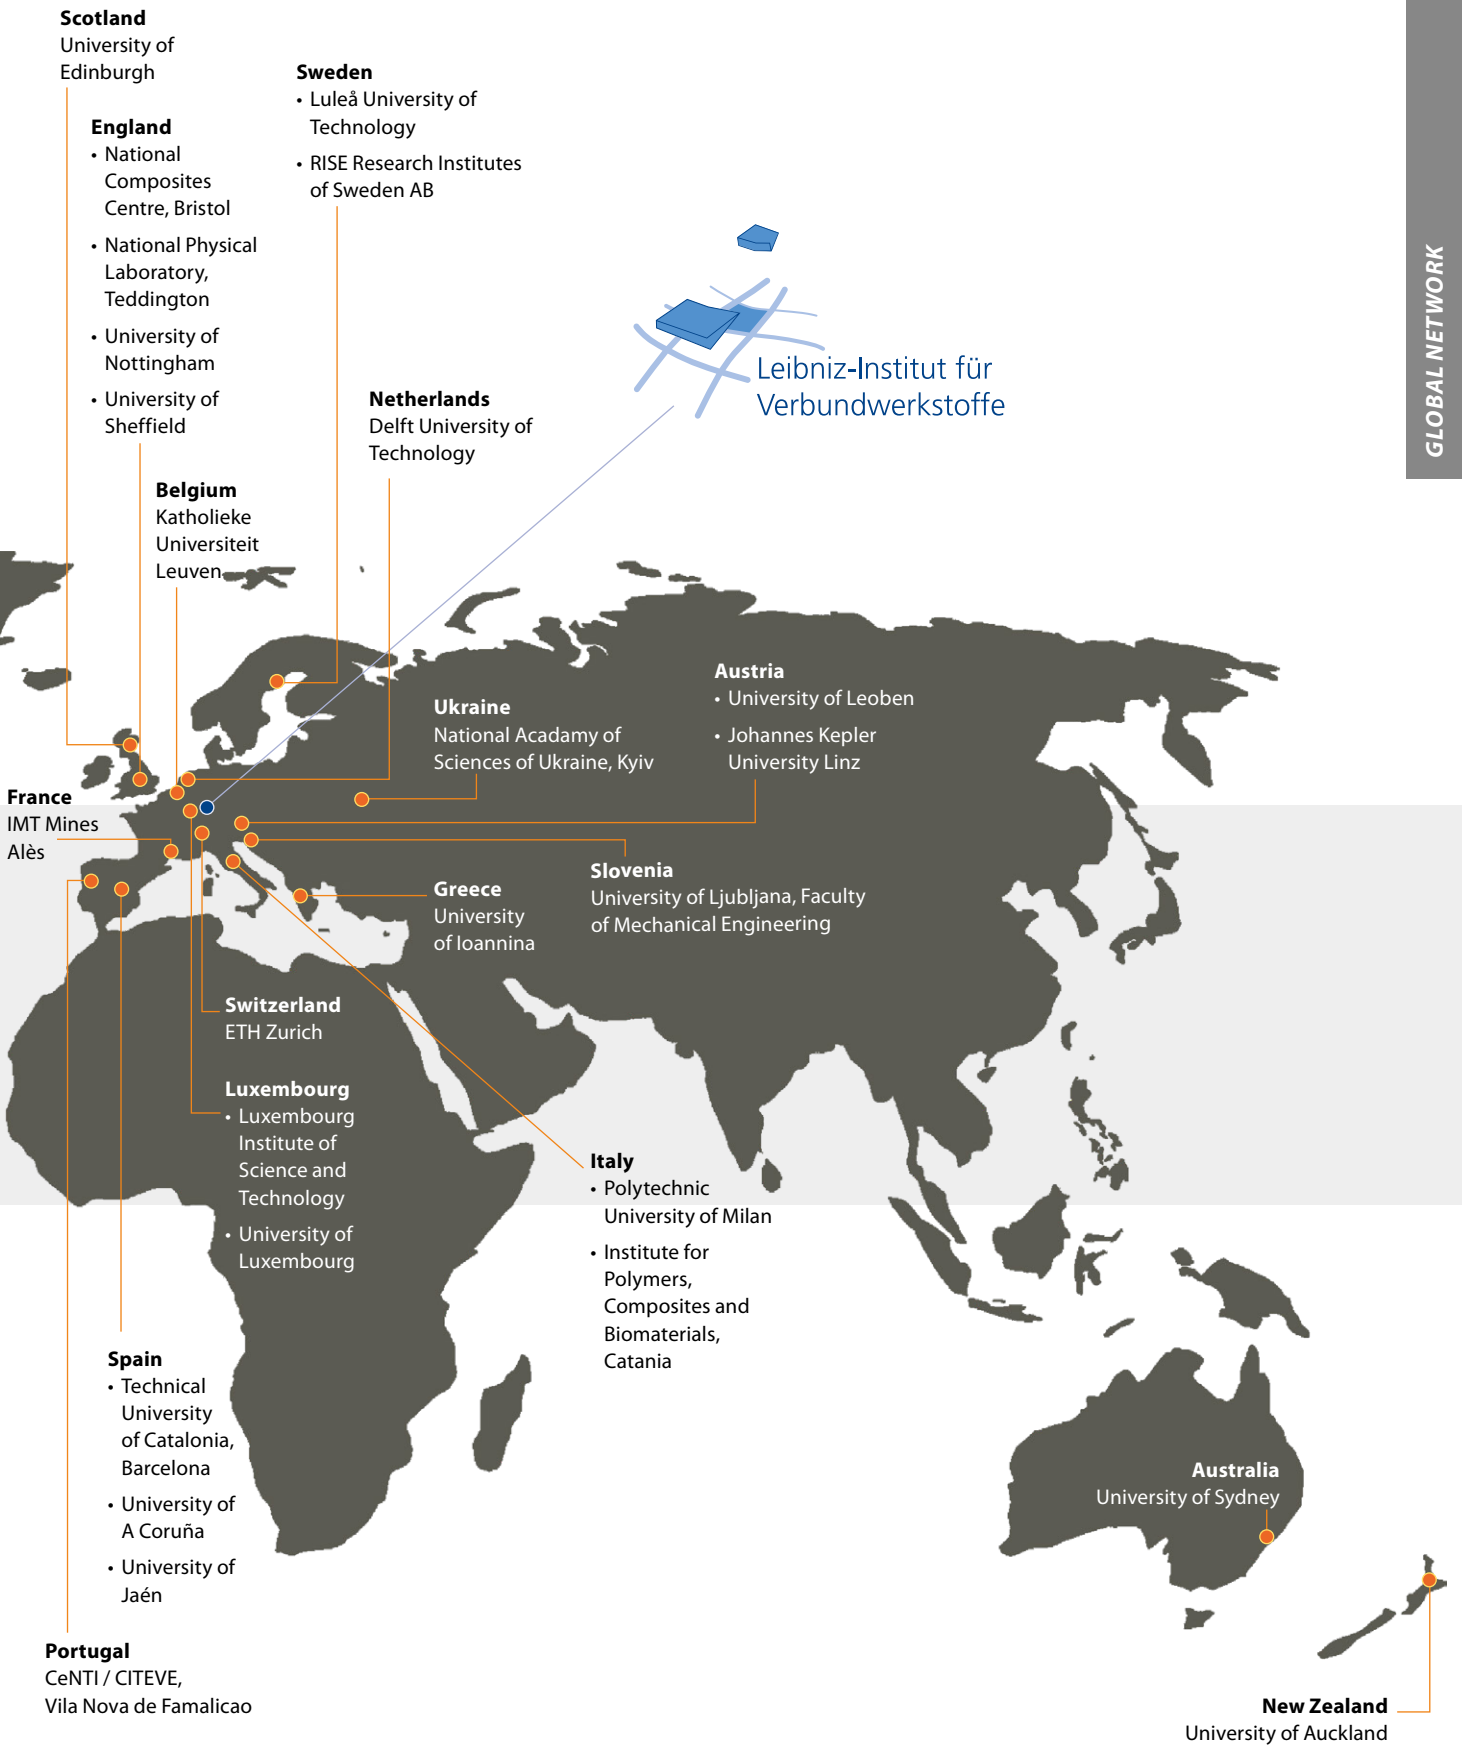 Scotland
University of
Edinburgh
England
• National
Composites
Centre, Bristol
• National Physical
Laboratory,
Teddington
• University of
Nottingham
• University of
Sheffield
Sweden
• Luleå University of
Technology
• RISE Research Institutes
of Sweden AB
Leibniz-Institut für
Verbundwerkstoffe
GLOBAL NETWORK
Netherlands
Delft University of
Technology
Belgium
Katholieke
Universiteit
Leuven
Ukraine
National Acadamy of
Sciences of Ukraine, Kyiv
Austria
• University of Leoben
• Johannes Kepler
University Linz
France
IMT Mines
Alès
Greece
University
of Ioannina
Slovenia
University of Ljubljana, Faculty
of Mechanical Engineering
Switzerland
ETH Zurich
Luxembourg
• Luxembourg
Institute of
Science and
Technology
• University of
Luxembourg
Italy
• Polytechnic
University of Milan
• Institute for
Polymers,
Composites and
Biomaterials,
Catania
Spain
• Technical
University
of Catalonia,
Barcelona
• University of
A Coruña
• University of
Jaén
Portugal
CeNTI / CITEVE,
Vila Nova de Famalicao
Australia
University of Sydney
New Zealand
University of Auckland